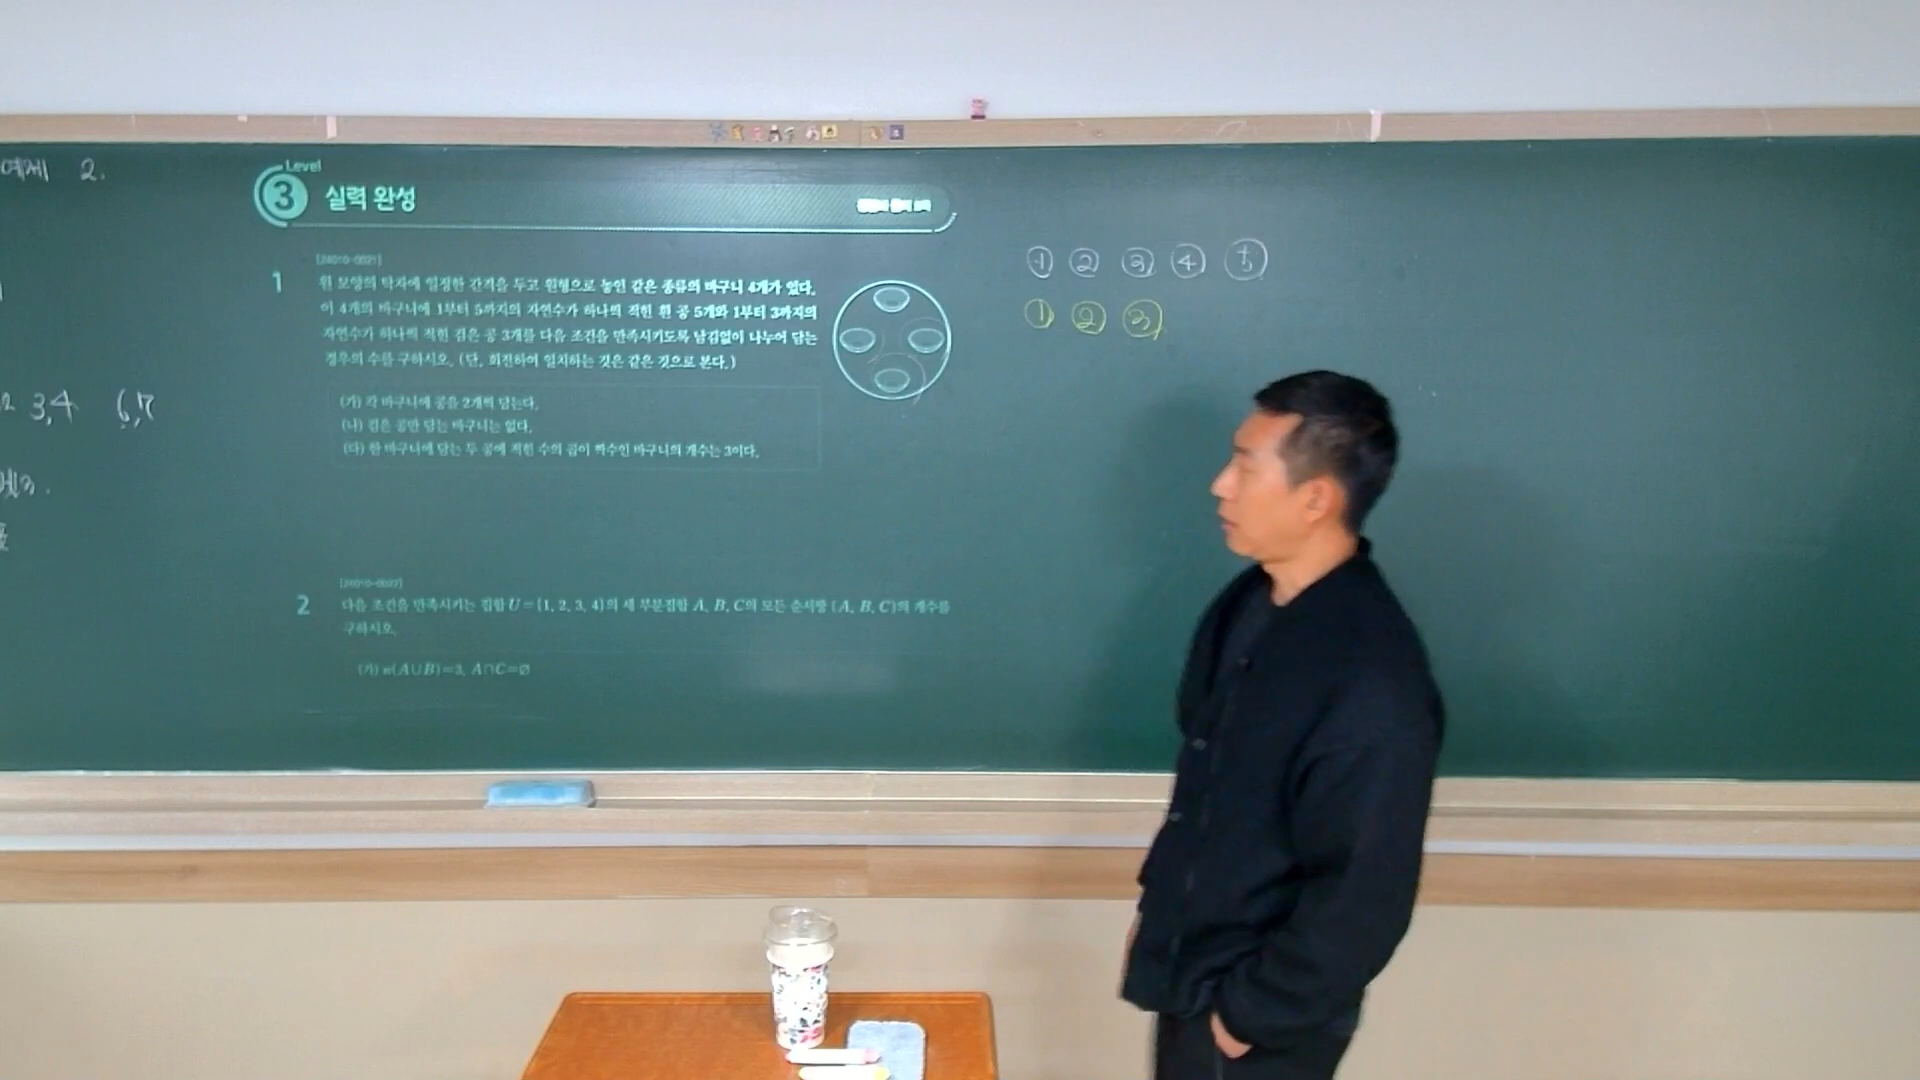 예제 2.
3,4 6,7
Level
3 실력 완성
[24010-0021]
1 원 모양의 탁자에 일정한 간격을 두고 원형으로 놓인 같은 종류의 바구니 4개가 있다.
이 4개의 바구니에 1부터 5까지의 자연수가 하나씩 적힌 흰 공 5개와 1부터 3까지의
자연수가 하나씩 적힌 검은 공 3개를 다음 조건을 만족시키도록 남김없이 나누어 담는
경우의 수를 구하시오. (단, 회전하여 일치하는 것은 같은 것으로 본다.)
(가) 각 바구니에 공을 2개씩 담는다.
(나) 검은 공만 담는 바구니는 없다.
(다) 한 바구니에 담는 두 공에 적힌 수의 곱이 짝수인 바구니의 개수는 3이다.
① ② ③ ④ ⑤
① ② ③
[24010-0022]
2 다음 조건을 만족시키는 집합 U={1, 2, 3, 4}의 세 부분집합 A, B, C의 모든 순서쌍 (A, B, C)의 개수를
구하시오.
(가) n(A∪B)=3, A∩C=∅